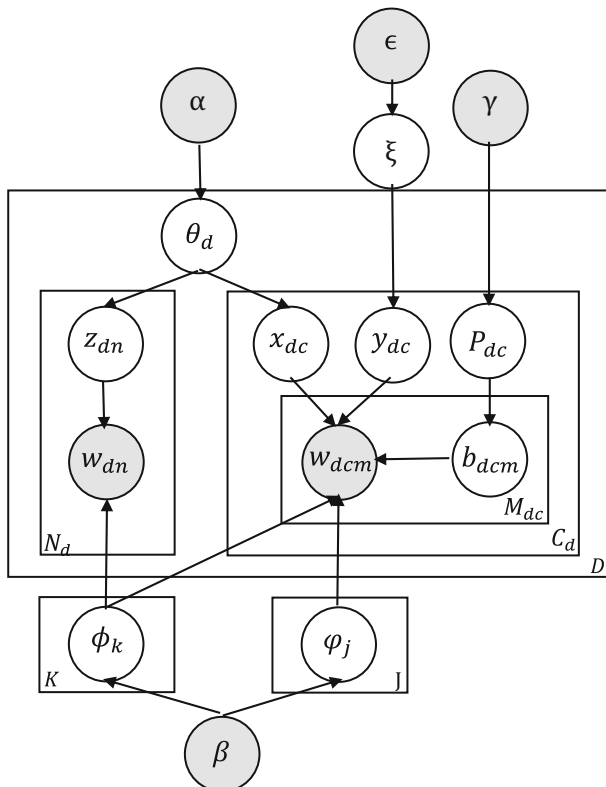 ϵ
α
γ
ξ
θ_d
z_dn
x_dc
y_dc
P_dc
w_dn
w_dcm
b_dcm
M_dc
N_d
C_d
D
ϕ_k
φ_j
K
J
β